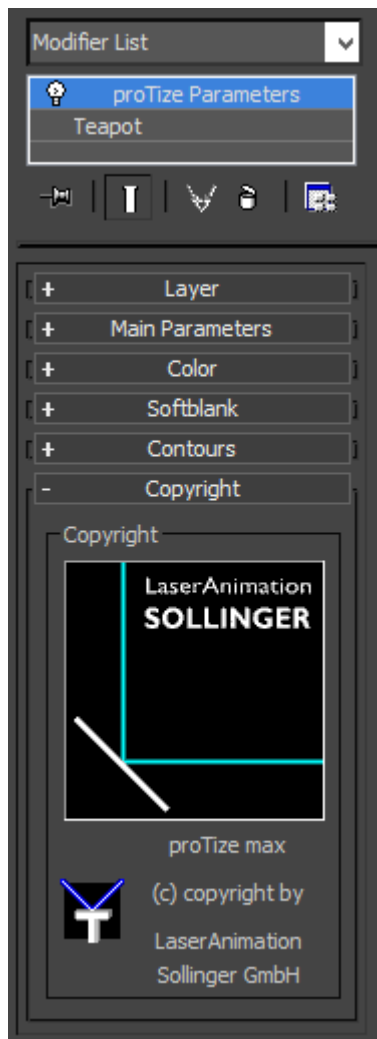 Modifier List
proTize Parameters
Teapot
+ Layer
+ Main Parameters
+ Color
+ Softblank
+ Contours
- Copyright
Copyright
LaserAnimation
SOLLINGER
proTize max
(c) copyright by
LaserAnimation
Sollinger GmbH